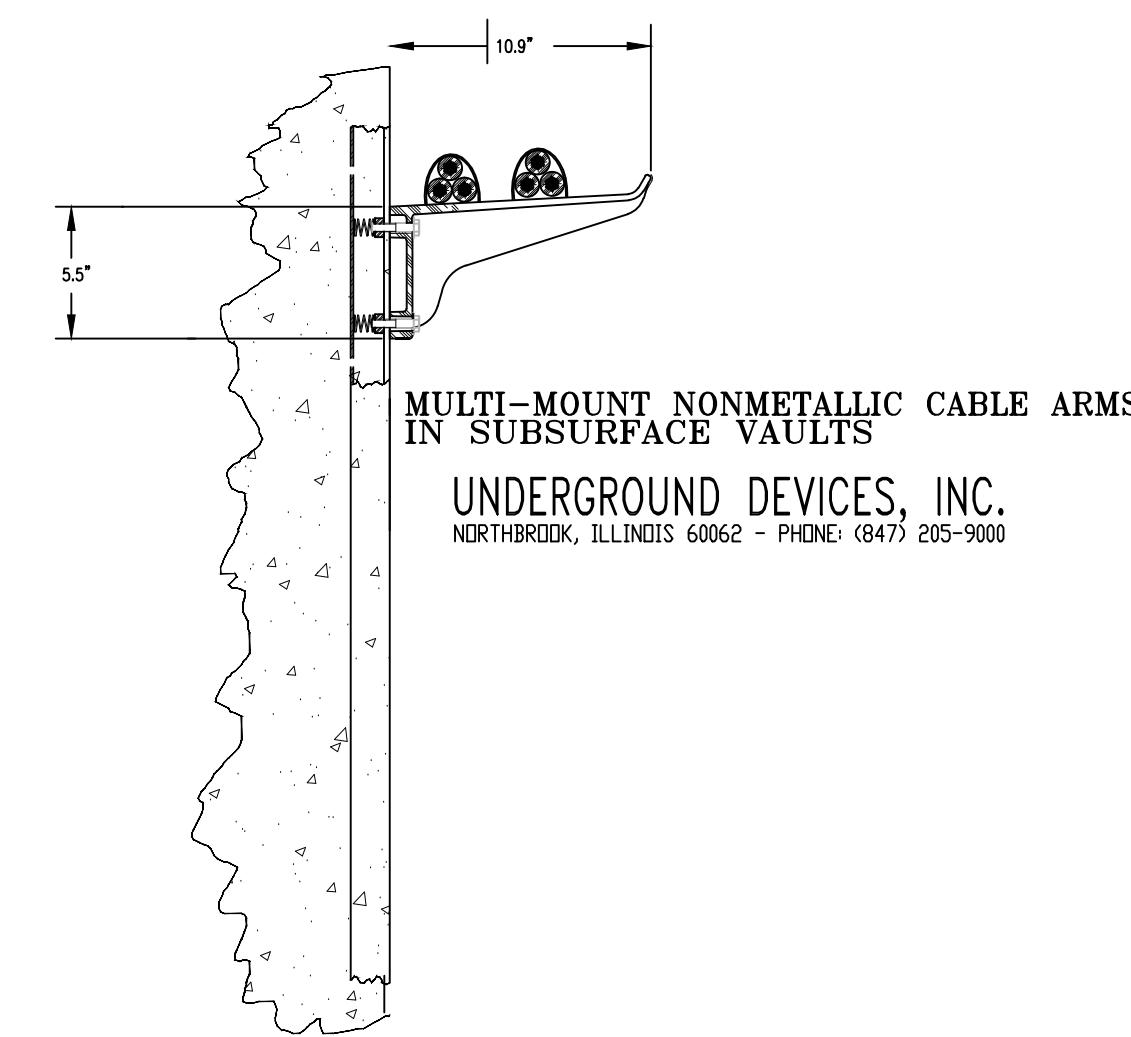 10.9"
5.5"
MULTI-MOUNT NONMETALLIC CABLE ARMS
IN SUBSURFACE VAULTS
UNDERGROUND DEVICES, INC.
NORTHBROOK, ILLINOIS 60062 - PHONE: (847) 205-9000